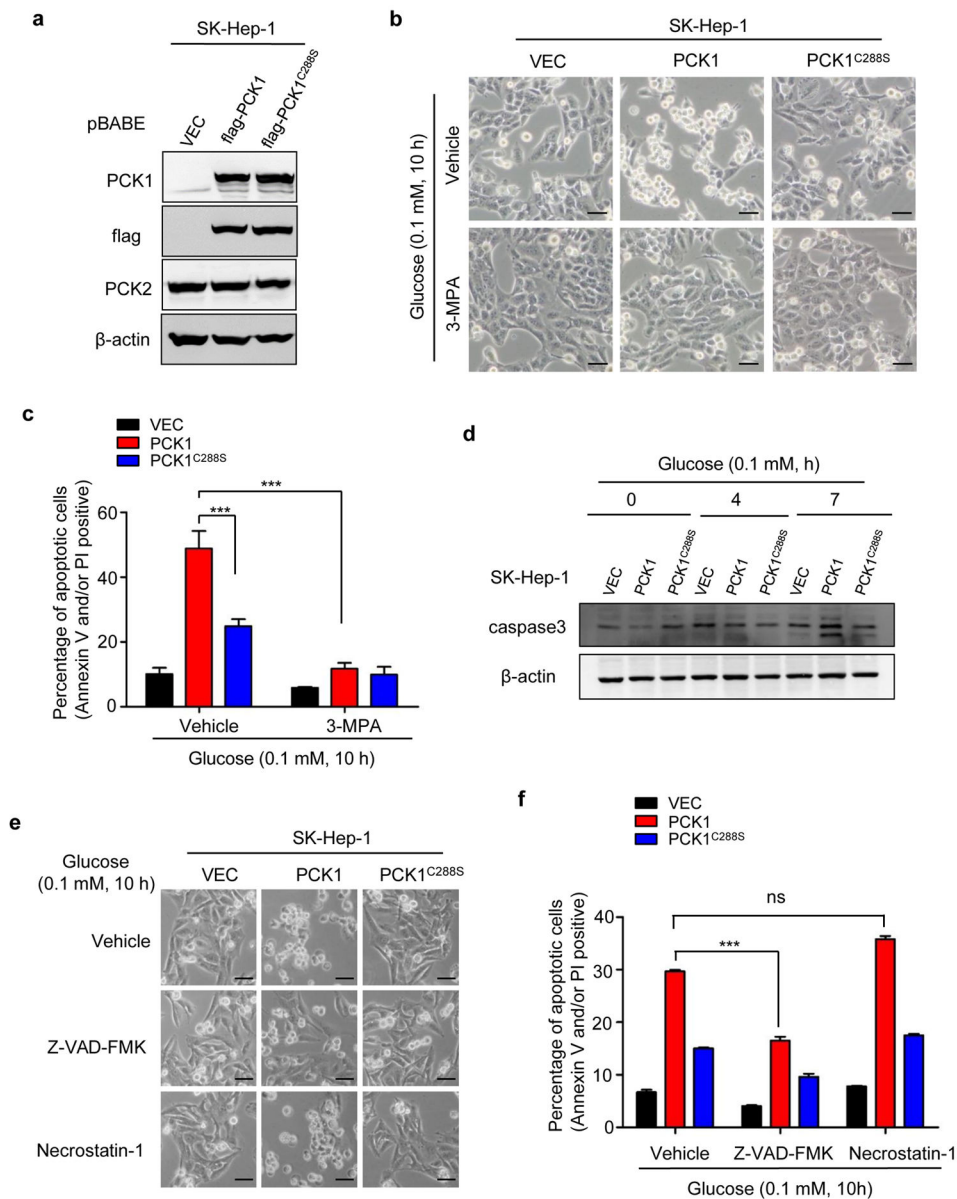 a
SK-Hep-1
pBABE
VEC
flag-PCK1
flag-PCK1C288S
PCK1
flag
PCK2
β-actin
b
SK-Hep-1
VEC
PCK1
PCK1C288S
Glucose (0.1 mM, 10 h)
Vehicle
3-MPA
c
VEC
PCK1
PCK1C288S
Percentage of apoptotic cells
(Annexin V and/or PI positive)
60
40
20
0
***
***
Vehicle
3-MPA
Glucose (0.1 mM, 10 h)
d
Glucose (0.1 mM, h)
0 4 7
SK-Hep-1
VEC PCK1 PCK1C288S VEC PCK1 PCK1C288S VEC PCK1 PCK1C288S
caspase3
β-actin
e
SK-Hep-1
Glucose
(0.1 mM, 10 h)
VEC
PCK1
PCK1C288S
Vehicle
Z-VAD-FMK
Necrostatin-1
f
VEC
PCK1
PCK1C288S
Percentage of apoptotic cells
(Annexin V and/or PI positive)
40
30
20
10
0
ns
***
Vehicle
Z-VAD-FMK
Necrostatin-1
Glucose (0.1 mM, 10h)